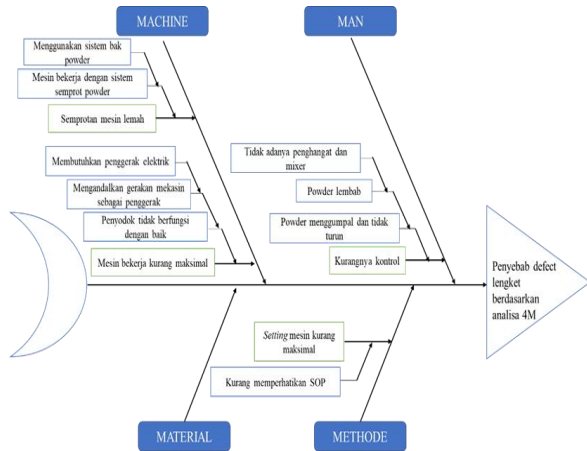 MACHINE
MAN
Menggunakan sistem bak
powder
Mesin bekerja dengan sistem
semprot powder
Semprotan mesin lemah
Membutuhkan penggerak elektrik
Mengandalkan gerakan mekasin
sebagai penggerak
Penyodok tidak berfungsi
dengan baik
Mesin bekerja kurang maksimal
Tidak adanya penghangat dan
mixer
Powder lembab
Powder menggumpal dan tidak
turun
Kurangnya kontrol
Penyebab defect
lengket
berdasarkan
analisa 4M
Setting mesin kurang
maksimal
Kurang memperhatikan SOP
MATERIAL
METHODE